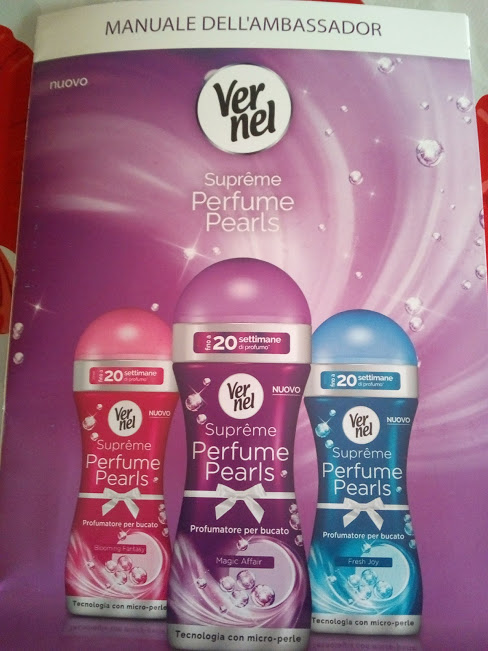 MANUALE DELL'AMBASSADOR
nuovo
Ver
nel
Suprême
Perfume
Pearls
fino a 20 settimane
di profumo*
Ver
nel
NUOVO
Suprême
Perfume
Pearls
Profumatore per bucato
Blooming Fantasy
Tecnologia con micro-perle
fino a 20 settimane
di profumo*
Ver
nel
NUOVO
Suprême
Perfume
Pearls
Profumatore per bucato
Magic Affair
Tecnologia con micro-perle
fino a 20 settimane
di profumo*
Ver
nel
NUOVO
Suprême
Perfume
Pearls
Profumatore per bucato
Fresh Joy
Tecnologia con micro-perle